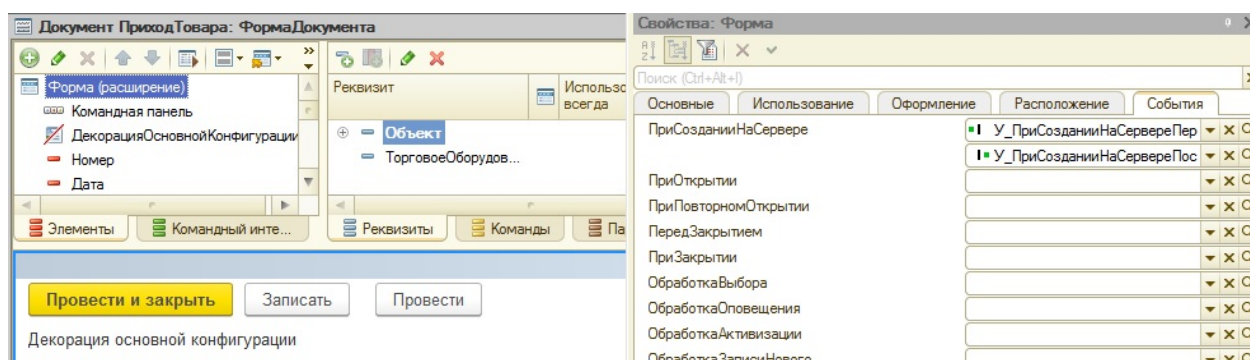 Документ ПриходТовара: ФормаДокумента
Форма (расширение)
Командная панель
ДекорацияОсновнойКонфигурации
Номер
Дата
Элементы
Командный инте...
Реквизит
Использо
всегда
Объект
ТорговоеОборудов...
Реквизиты
Команды
Па
Провести и закрыть
Записать
Провести
Декорация основной конфигурации
Свойства: Форма
Поиск (Ctrl+Alt+I)
Основные
Использование
Оформление
Расположение
События
ПриСозданииНаСервере
У_ПриСозданииНаСервереПер
У_ПриСозданииНаСервереПос
ПриОткрытии
ПриПовторномОткрытии
ПередЗакрытием
ПриЗакрытии
ОбработкаВыбора
ОбработкаОповещения
ОбработкаАктивизации
ОбработкаЗаписиНового